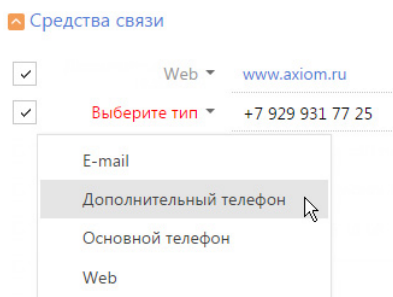 Средства связи
Web www.axiom.ru
Выберите тип +7 929 931 77 25
E-mail
Дополнительный телефон
Основной телефон
Web